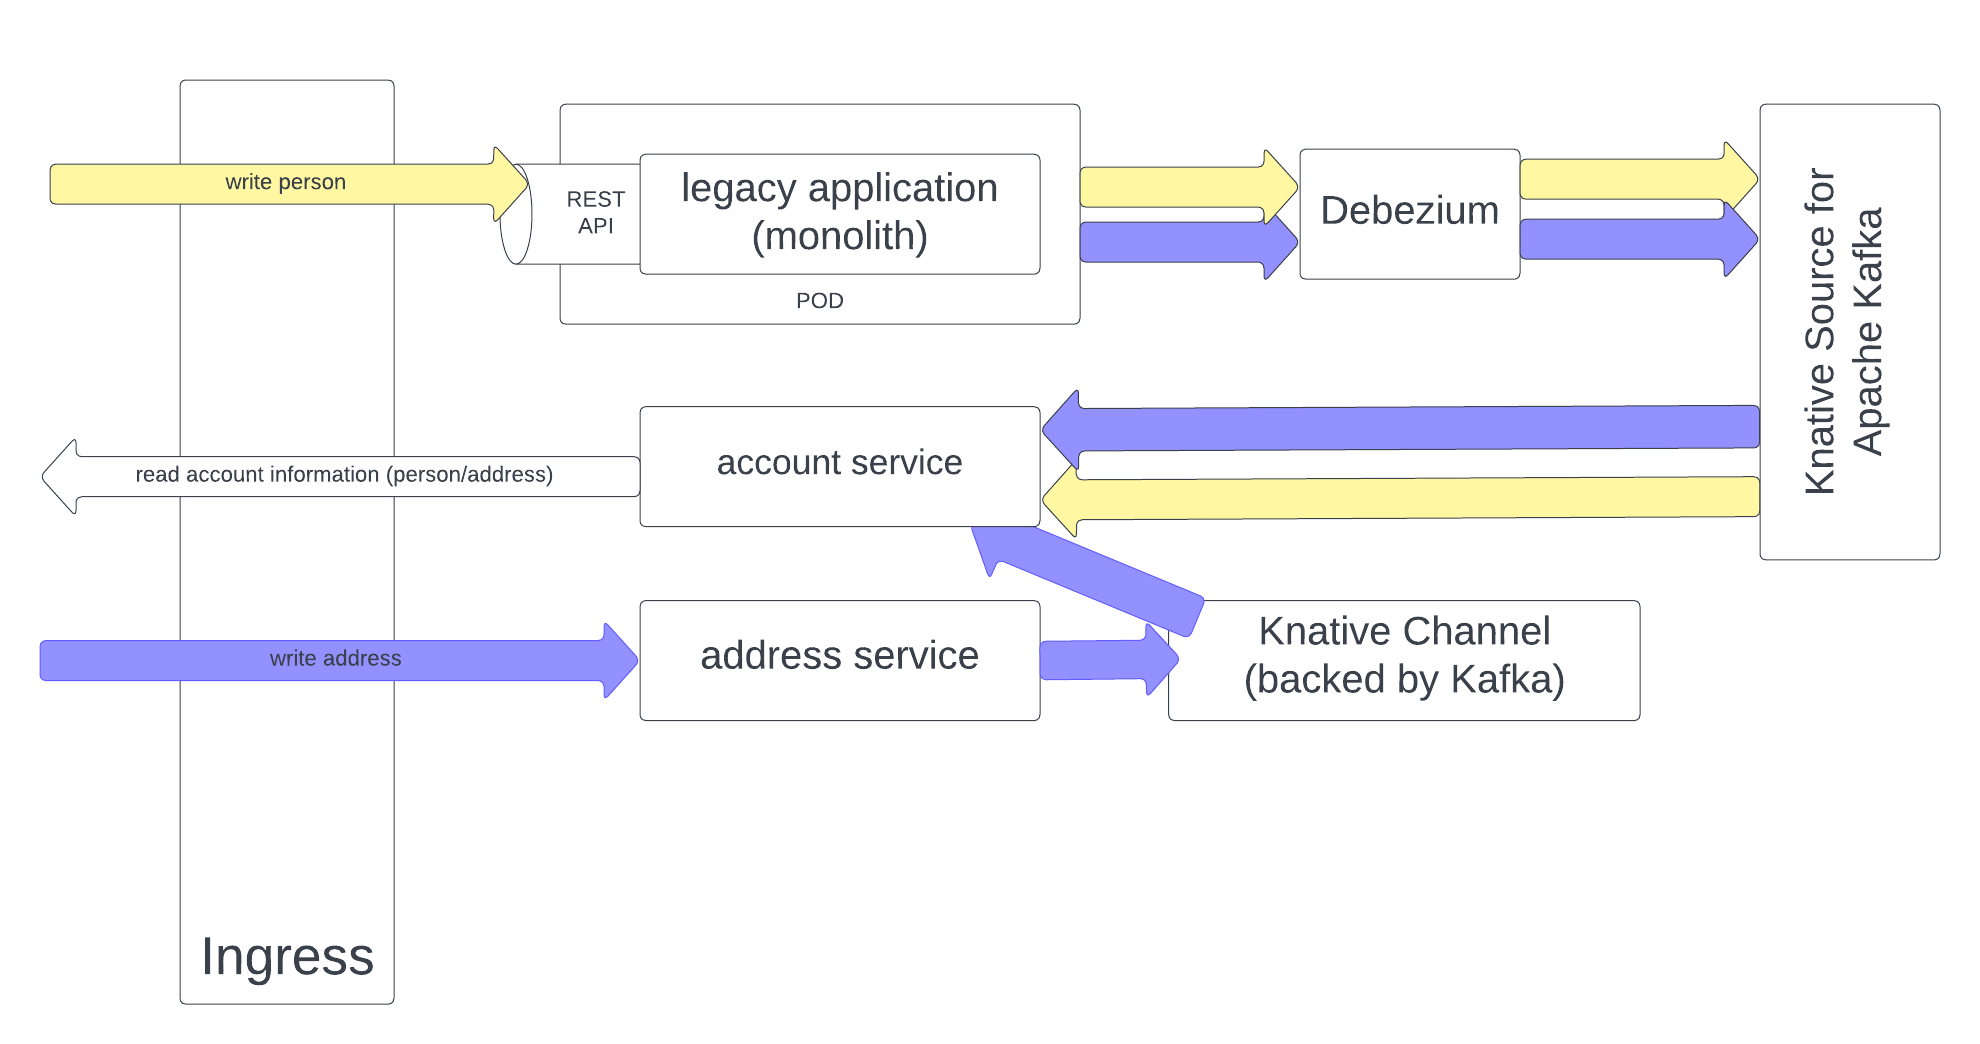 write person
REST
API
legacy application
(monolith)
POD
Debezium
Knative Source for
Apache Kafka
account service
read account information (person/address)
write address
address service
Knative Channel
(backed by Kafka)
Ingress